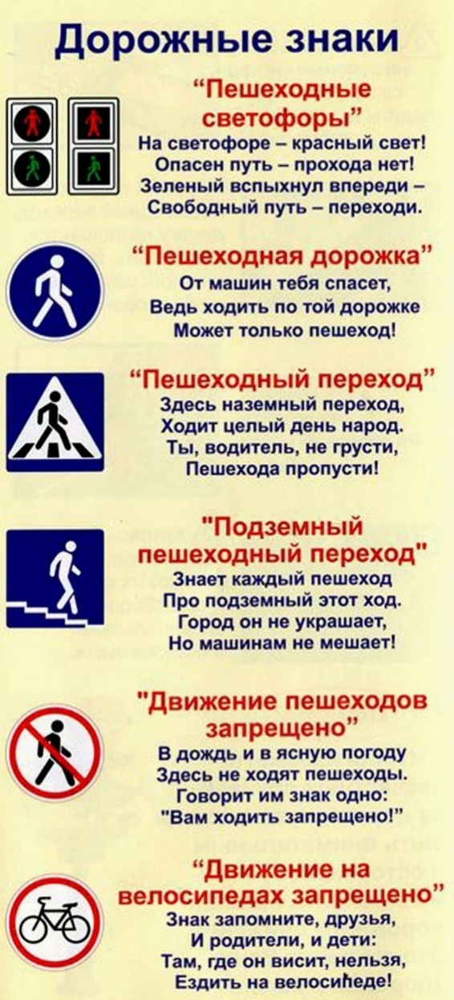 Дорожные знаки
“Пешеходные
светофоры”
На светофоре – красный свет!
Опасен путь – прохода нет!
Зеленый вспыхнул впереди –
Свободный путь – переходи.
“Пешеходная дорожка”
От машин тебя спасет,
Ведь ходить по той дорожке
Может только пешеход!
“Пешеходный переход”
Здесь наземный переход,
Ходит целый день народ.
Ты, водитель, не грусти,
Пешехода пропусти!
"Подземный
пешеходный переход"
Знает каждый пешеход
Про подземный этот ход.
Город он не украшает,
Но машинам не мешает!
"Движение пешеходов
запрещено”
В дождь и в ясную погоду
Здесь не ходят пешеходы.
Говорит им знак одно:
"Вам ходить запрещено!”
“Движение на
велосипедах запрещено”
Знак запомните, друзья,
И родители, и дети:
Там, где он висит, нельзя,
Ездить на велосипеде!